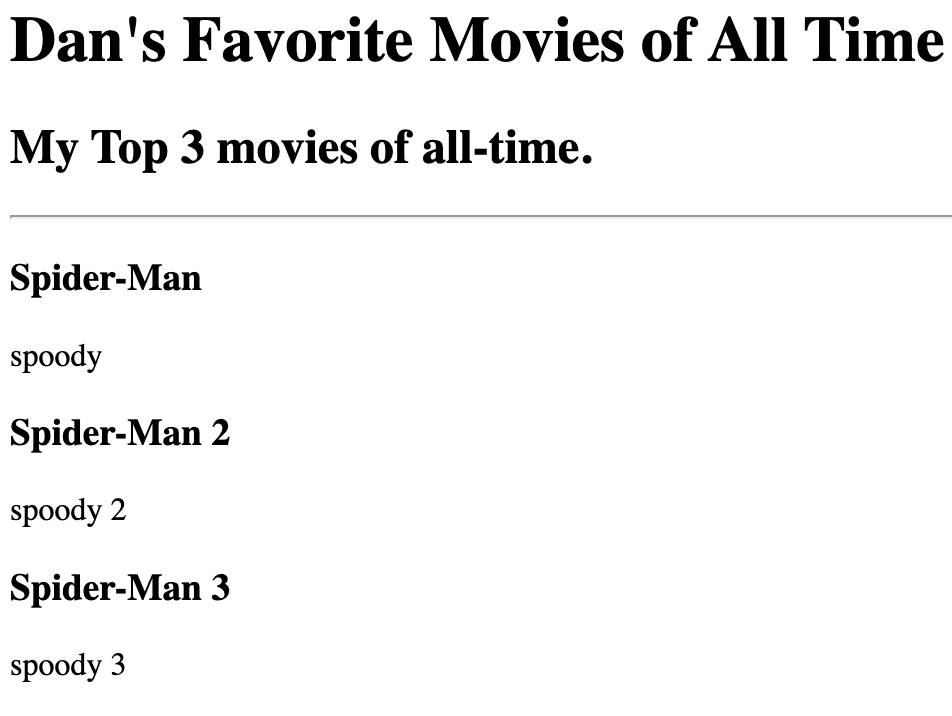 Dan's Favorite Movies of All Time
My Top 3 movies of all-time.
Spider-Man
spoody
Spider-Man 2
spoody 2
Spider-Man 3
spoody 3